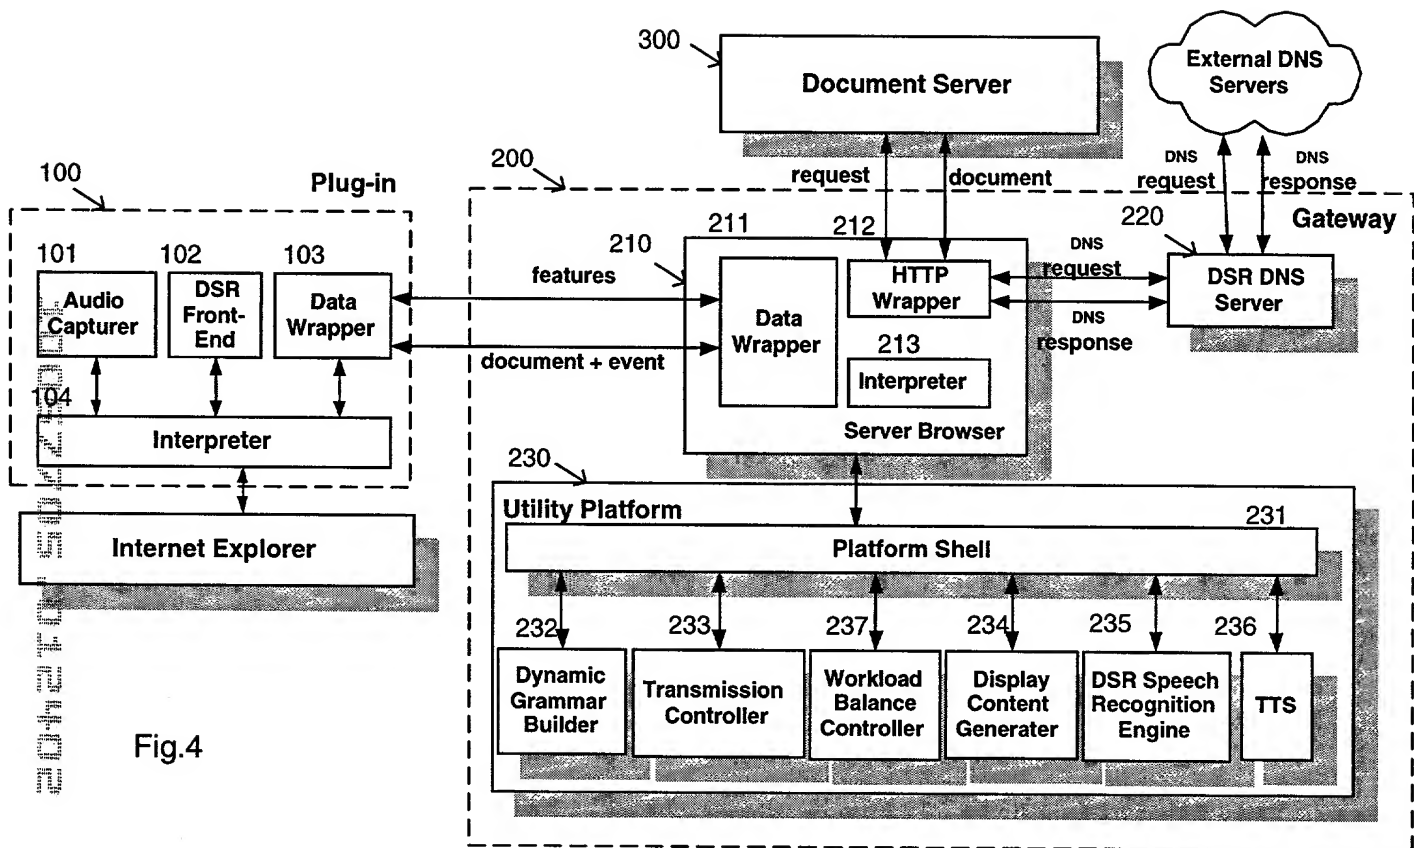 300
Document Server
External DNS
Servers
100
Plug-in
200
request
document
DNS
request
DNS
response
Gateway
101
102
103
Audio
Capturer
DSR
Front-
End
Data
Wrapper
104
Interpreter
Internet Explorer
features
document + event
210
211
212
Data
Wrapper
HTTP
Wrapper
213
Interpreter
Server Browser
DNS
request
DNS
response
220
DSR DNS
Server
230
Utility Platform
231
Platform Shell
232
233
237
234
235
236
Dynamic
Grammar
Builder
Transmission
Controller
Workload
Balance
Controller
Display
Content
Generater
DSR Speech
Recognition
Engine
TTS
Fig.4